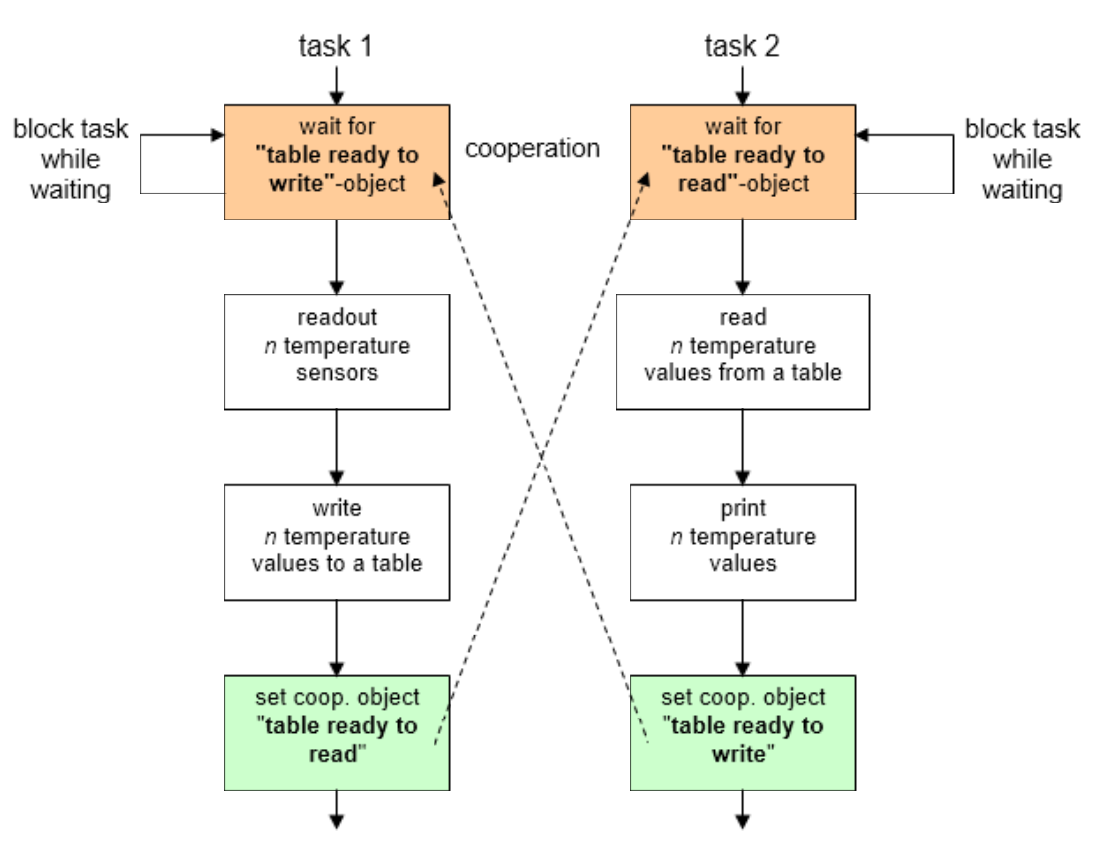 task 1
task 2
block task
while
waiting
wait for
"table ready to
write"-object
cooperation
wait for
"table ready to
read"-object
block task
while
waiting
readout
n temperature
sensors
read
n temperature
values from a table
write
n temperature
values to a table
print
n temperature
values
set coop. object
"table ready to
read"
set coop. object
"table ready to
write"